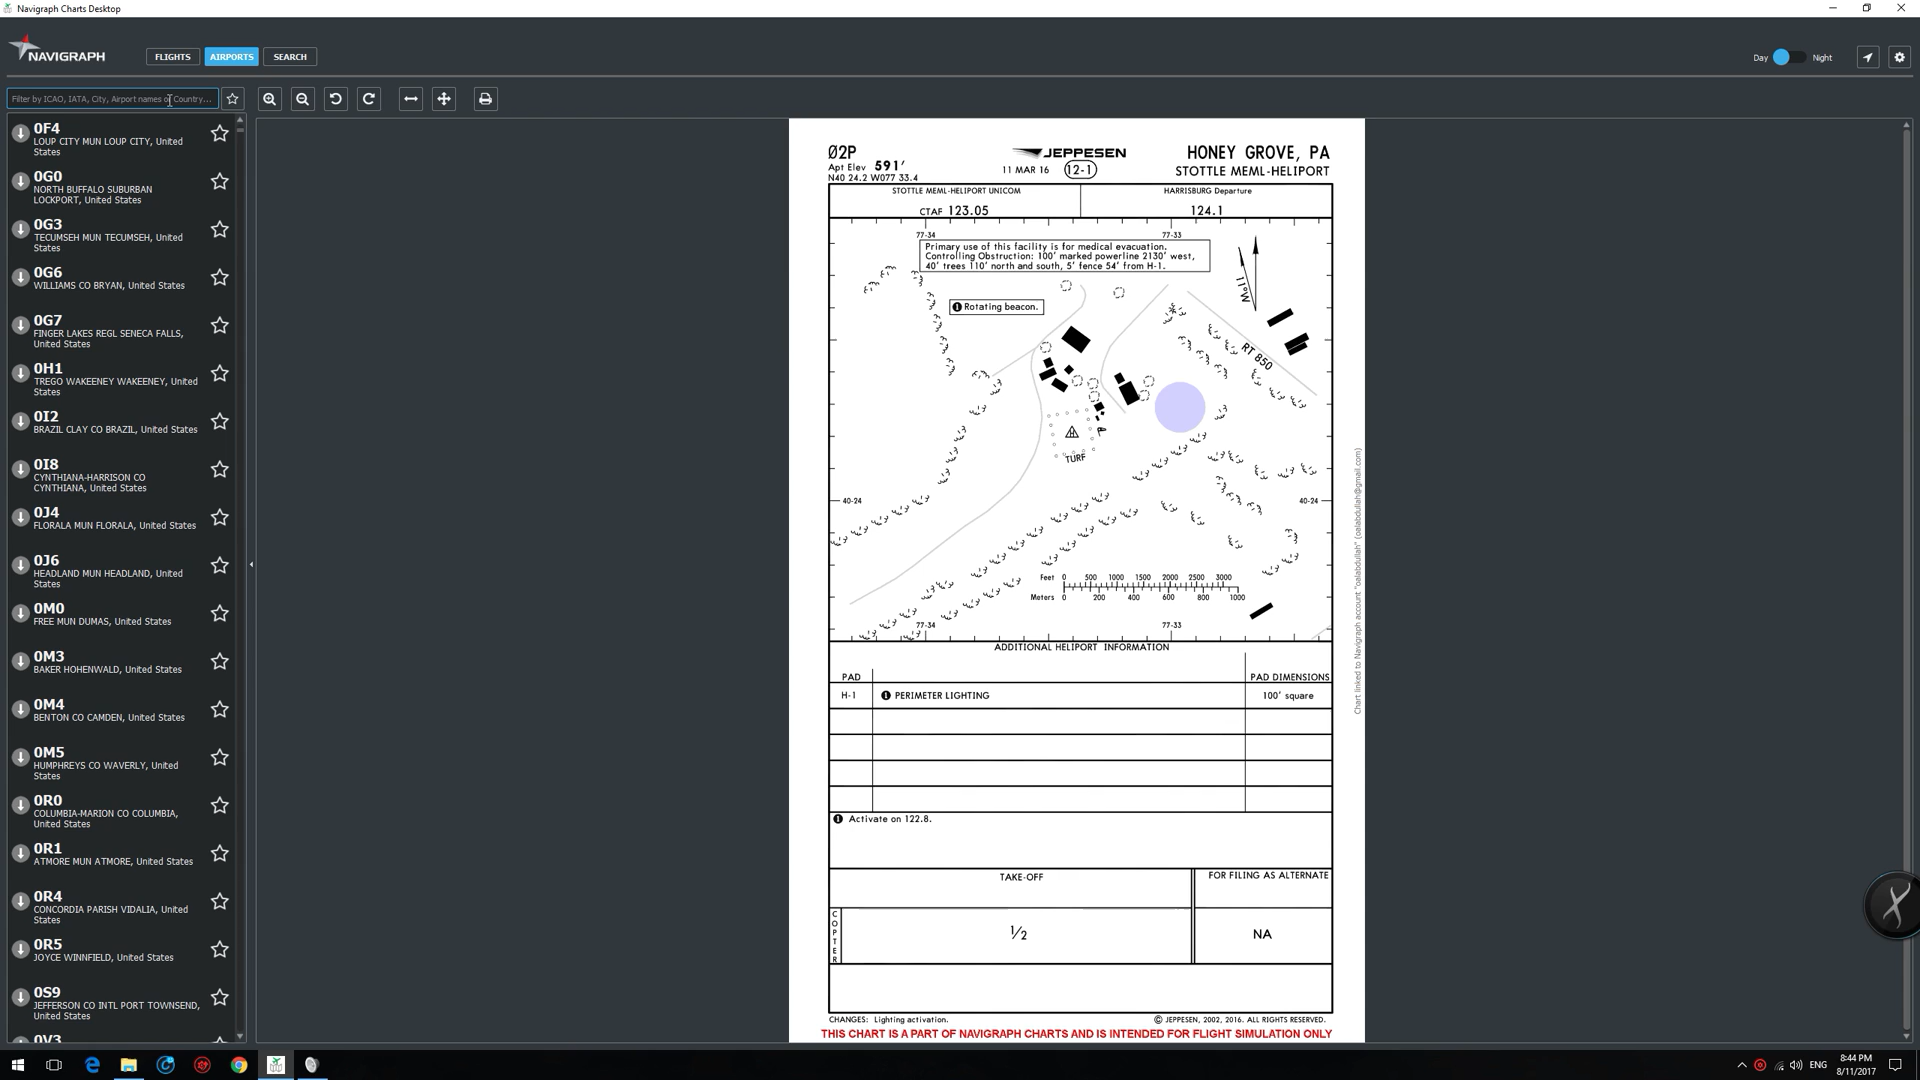 Navigraph Charts Desktop
NAVIGRAPH
FLIGHTS
AIRPORTS
SEARCH
Day
Night
Filter by ICAO, IATA, City, Airport names or Country...
0F4
LOUP CITY MUN LOUP CITY, United
States
0G0
NORTH BUFFALO SUBURBAN
LOCKPORT, United States
0G3
TECUMSEH MUN TECUMSEH, United
States
0G6
WILLIAMS CO BRYAN, United States
0G7
FINGER LAKES REGL SENECA FALLS,
United States
0H1
TREGO WAKEENEY WAKEENEY, United
States
0I2
BRAZIL CLAY CO BRAZIL, United States
0I8
CYNTHIANA-HARRISON CO
CYNTHIANA, United States
0J4
FLORALA MUN FLORALA, United States
0J6
HEADLAND MUN HEADLAND, United
States
0M0
FREE MUN DUMAS, United States
0M3
BAKER HOHENWALD, United States
0M4
BENTON CO CAMDEN, United States
0M5
HUMPHREYS CO WAVERLY, United
States
0R0
COLUMBIA-MARION CO COLUMBIA,
United States
0R1
ATMORE MUN ATMORE, United States
0R4
CONCORDIA PARISH VIDALIA, United
States
0R5
JOYCE WINNFIELD, United States
0S9
JEFFERSON CO INTL PORT TOWNSEND,
United States
0V3
Ø2P
Apt Elev 591'
N40 24.2 W077 33.4
JEPPESEN
11 MAR 16
12-1
HONEY GROVE, PA
STOTTLE MEML-HELIPORT
STOTTLE MEML-HELIPORT UNICOM
CTAF 123.05
HARRISBURG Departure
124.1
77-34
77-33
Primary use of this facility is for medical evacuation.
Controlling Obstruction: 100' marked powerline 2130' west,
40' trees 110' north and south, 5' fence 54' from H-1.
11°W
1 Rotating beacon.
RT 850
H
TURF
40-24
40-24
Feet 0 500 1000 1500 2000 2500 3000
Meters 0 200 400 600 800 1000
77-34
77-33
ADDITIONAL HELIPORT INFORMATION
PAD
PAD DIMENSIONS
H-1
1 PERIMETER LIGHTING
100' square
1 Activate on 122.8.
TAKE-OFF
FOR FILING AS ALTERNATE
COPTER
1/2
NA
CHANGES: Lighting activation.
© JEPPESEN, 2002, 2016. ALL RIGHTS RESERVED.
THIS CHART IS A PART OF NAVIGRAPH CHARTS AND IS INTENDED FOR FLIGHT SIMULATION ONLY
Chart linked to Navigraph account "oalabdullah" (oalabdullah@gmail.com)
ENG
8:44 PM
8/11/2017